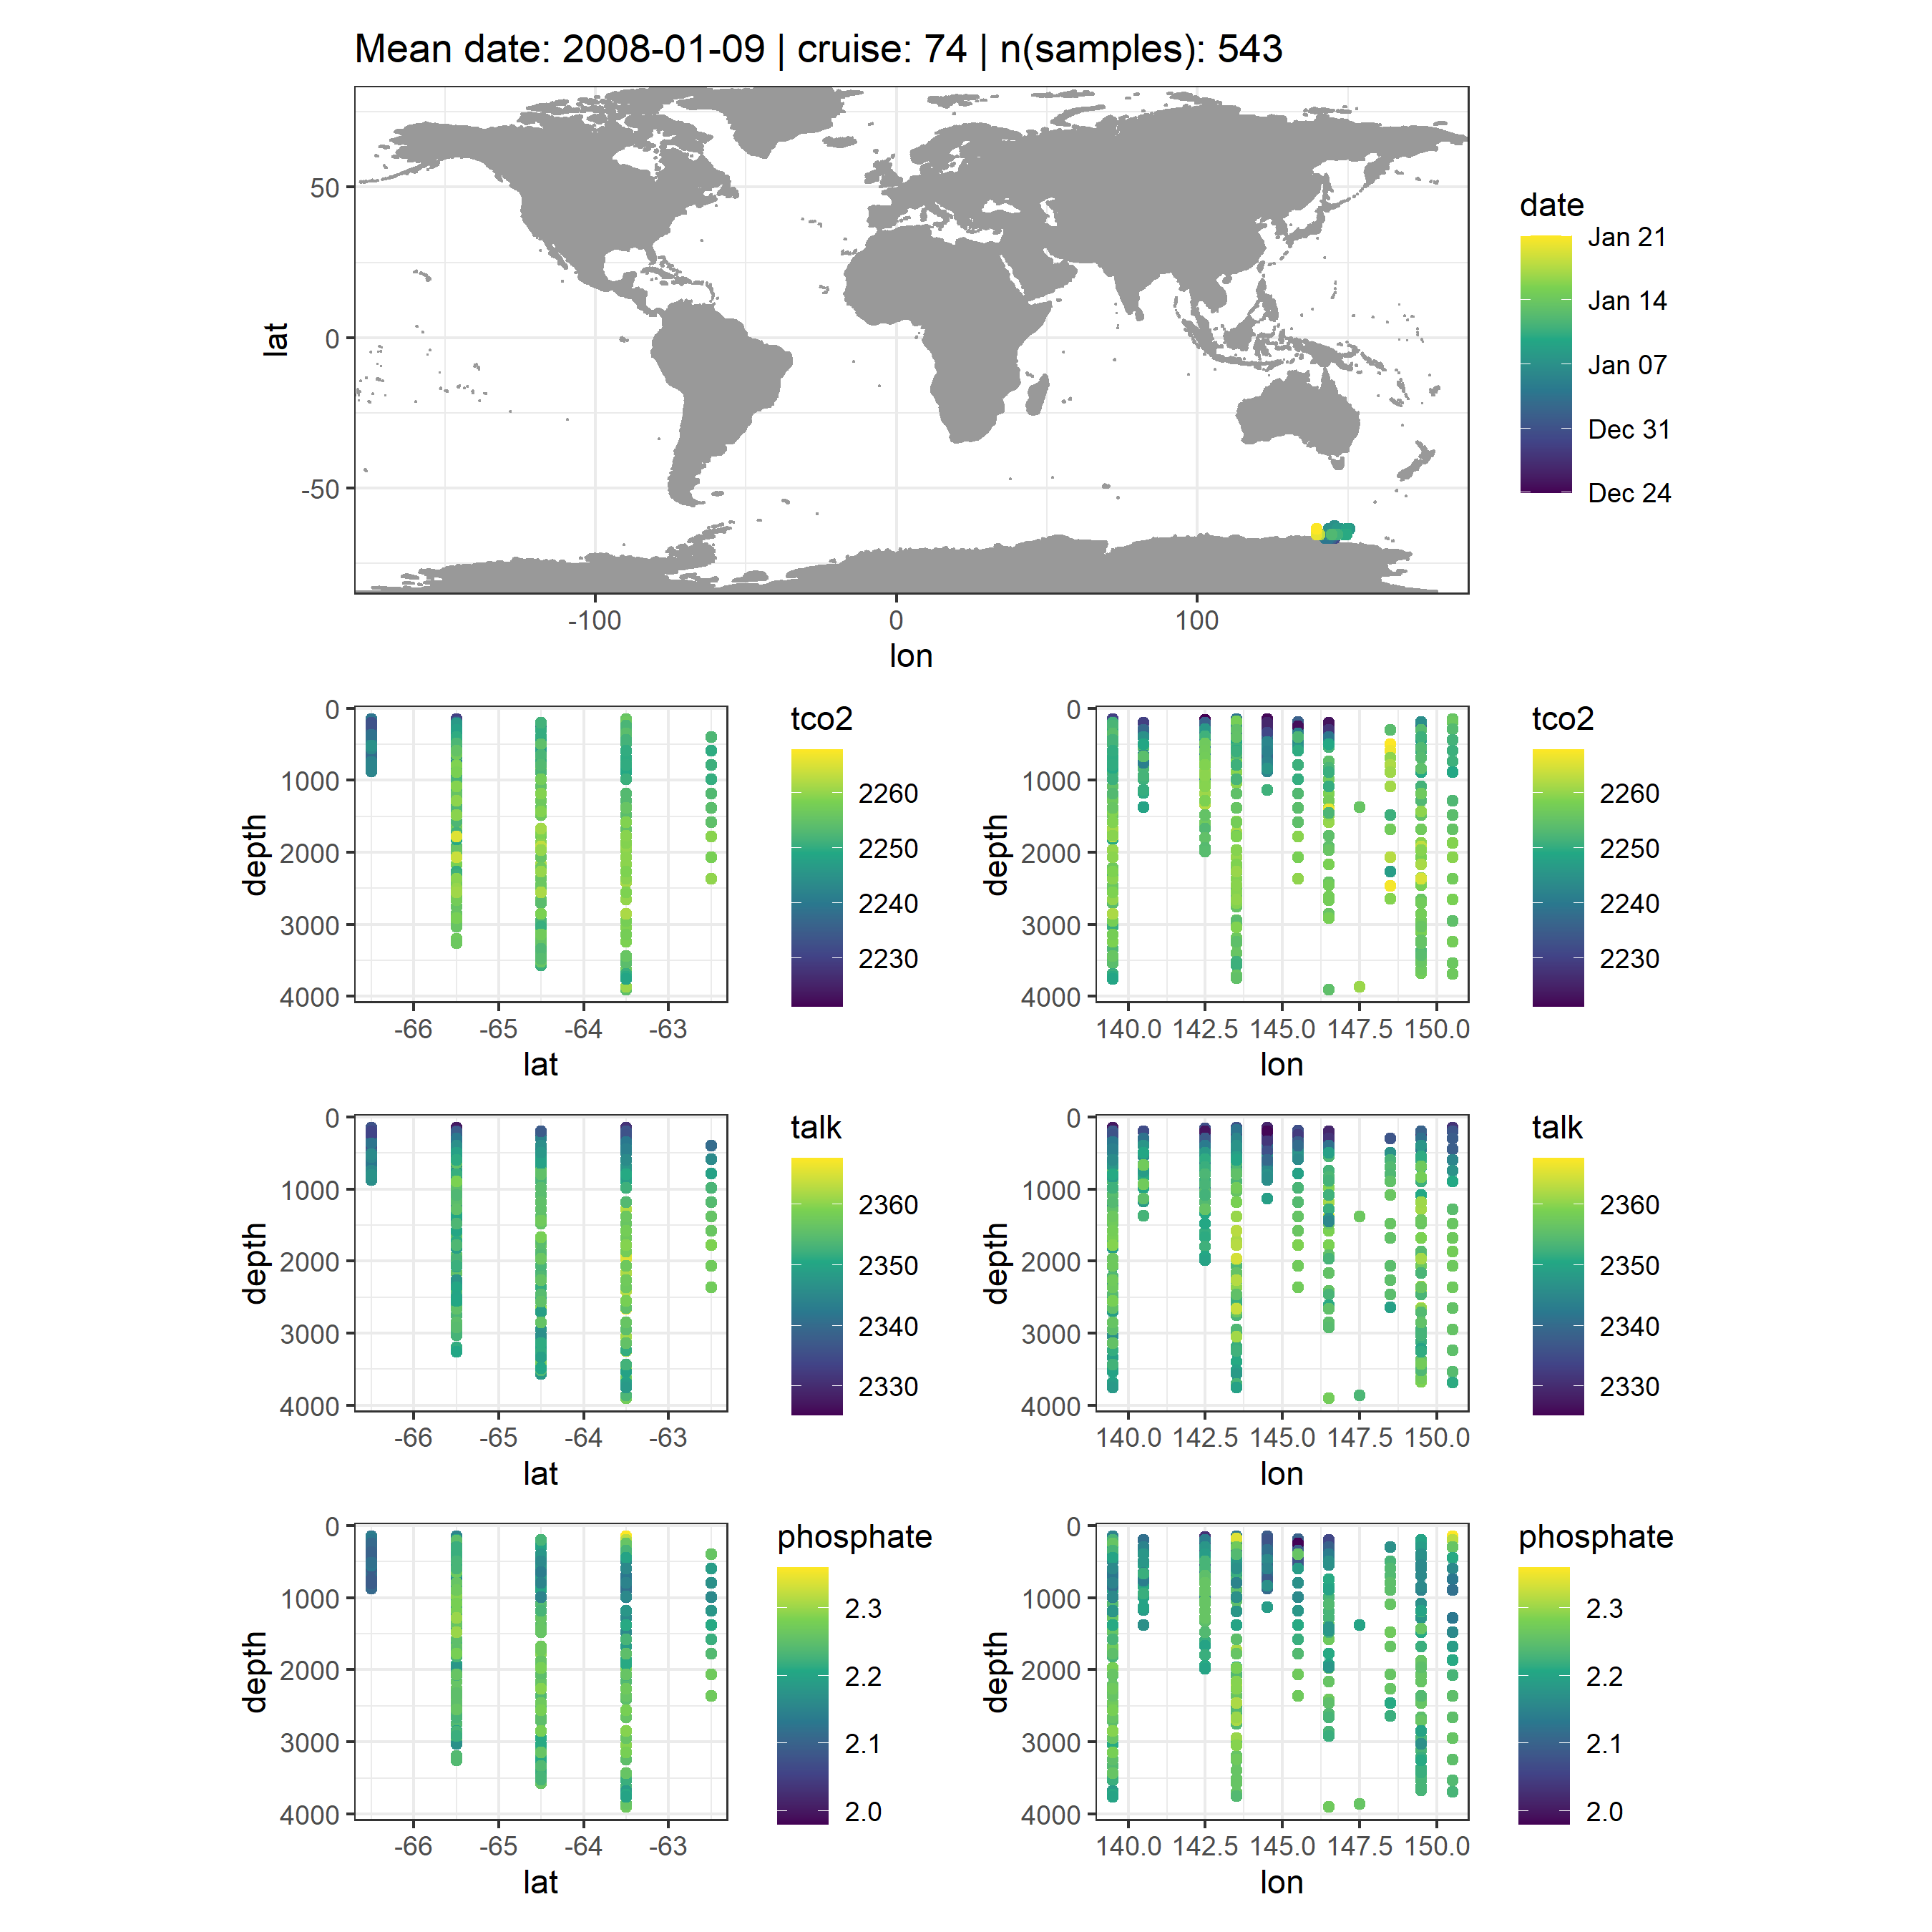 Mean date: 2008-01-09 | cruise: 74 | n(samples): 543
lat
50
0
-50
-100
0
100
lon
date
Jan 21
Jan 14
Jan 07
Dec 31
Dec 24
depth
0
1000
2000
3000
4000
-66
-65
-64
-63
lat
tco2
2260
2250
2240
2230
depth
0
1000
2000
3000
4000
140.0 142.5 145.0 147.5 150.0
lon
tco2
2260
2250
2240
2230
depth
0
1000
2000
3000
4000
-66
-65
-64
-63
lat
talk
2360
2350
2340
2330
depth
0
1000
2000
3000
4000
140.0 142.5 145.0 147.5 150.0
lon
talk
2360
2350
2340
2330
depth
0
1000
2000
3000
4000
-66
-65
-64
-63
lat
phosphate
2.3
2.2
2.1
2.0
depth
0
1000
2000
3000
4000
140.0 142.5 145.0 147.5 150.0
lon
phosphate
2.3
2.2
2.1
2.0